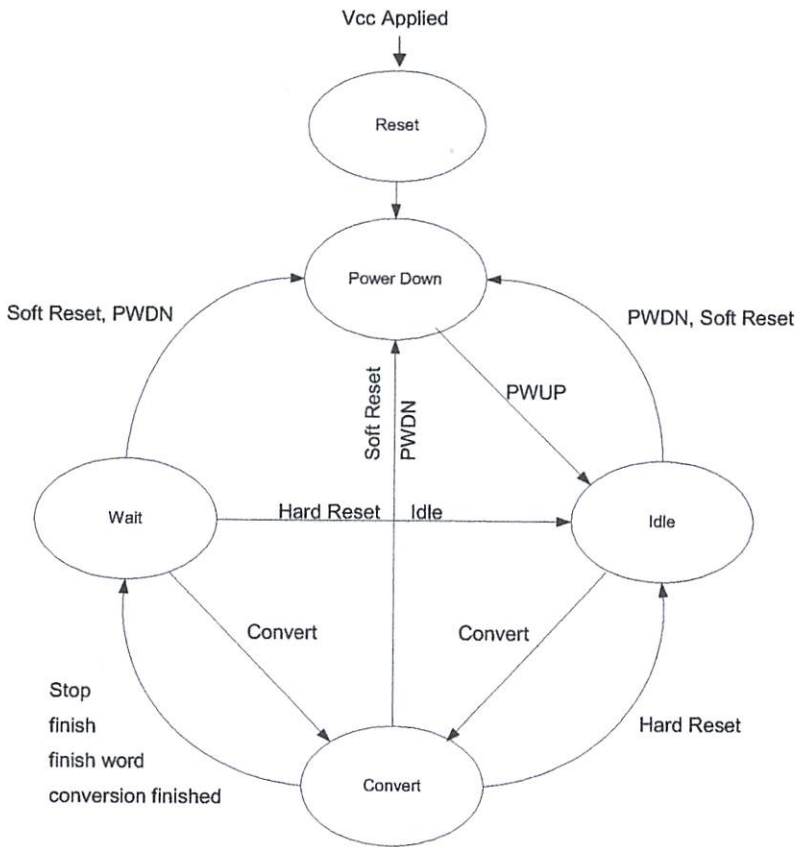 Vcc Applied
Reset
Power Down
Soft Reset, PWDN
PWDN, Soft Reset
Soft Reset
PWDN
PWUP
Wait
Hard Reset
Idle
Idle
Convert
Convert
Stop
finish
finish word
conversion finished
Hard Reset
Convert